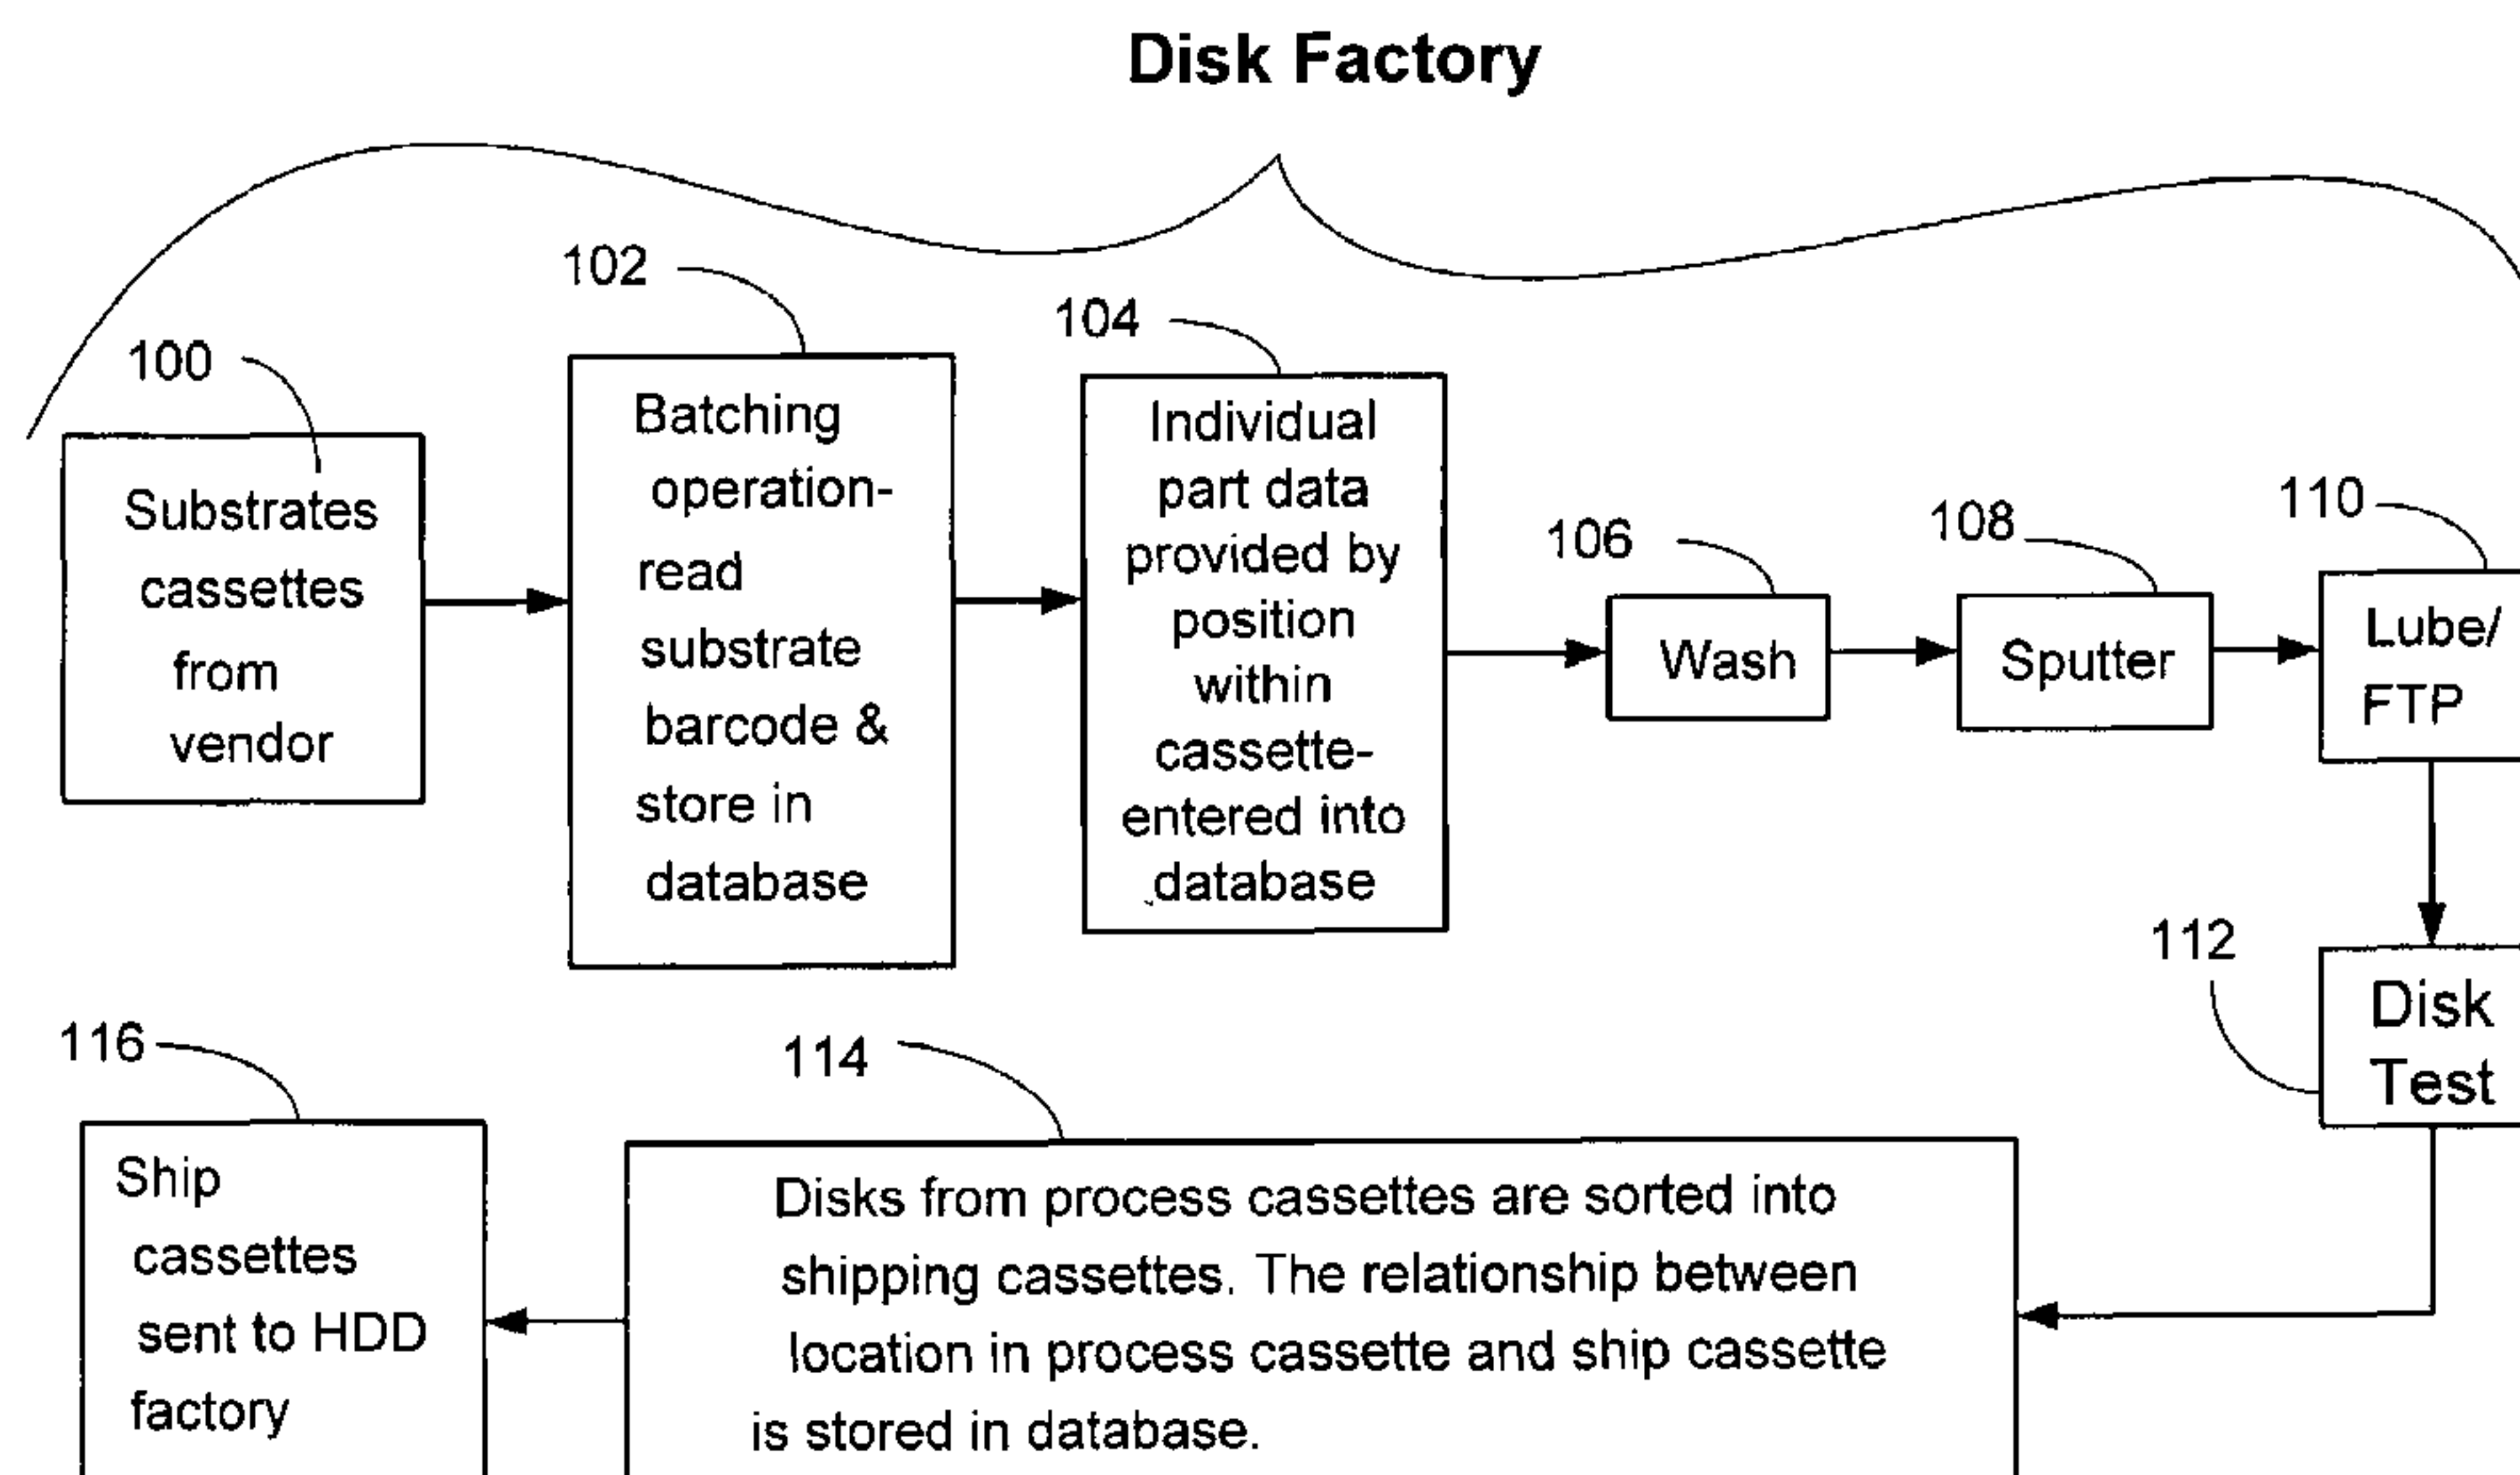 Disk Factory
100
Substrates
cassettes
from
vendor
102
Batching
operation-
read
substrate
barcode &
store in
database
104
Individual
part data
provided by
position
within
cassette-
entered into
database
106
Wash
108
Sputter
110
Lube/
FTP
112
Disk
Test
114
Disks from process cassettes are sorted into
shipping cassettes. The relationship between
location in process cassette and ship cassette
is stored in database.
116
Ship
cassettes
sent to HDD
factory